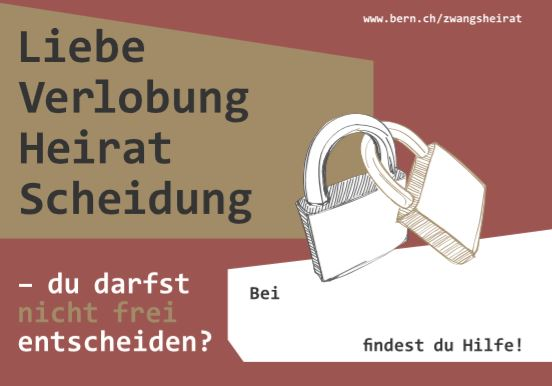 www.bern.ch/zwangsheirat
Liebe
Verlobung
Heirat
Scheidung
– du darfst
nicht frei
entscheiden?
Bei
findest du Hilfe!